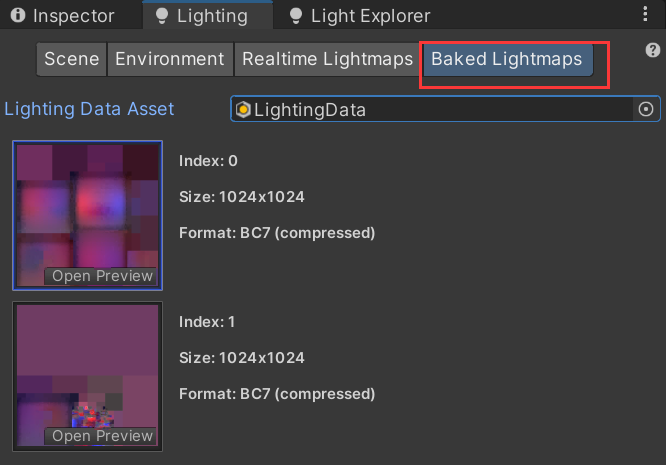 Inspector Lighting Light Explorer
Scene Environment Realtime Lightmaps Baked Lightmaps ?
Lighting Data Asset LightingData
Index: 0
Size: 1024x1024
Format: BC7 (compressed)
Open Preview
Index: 1
Size: 1024x1024
Format: BC7 (compressed)
Open Preview